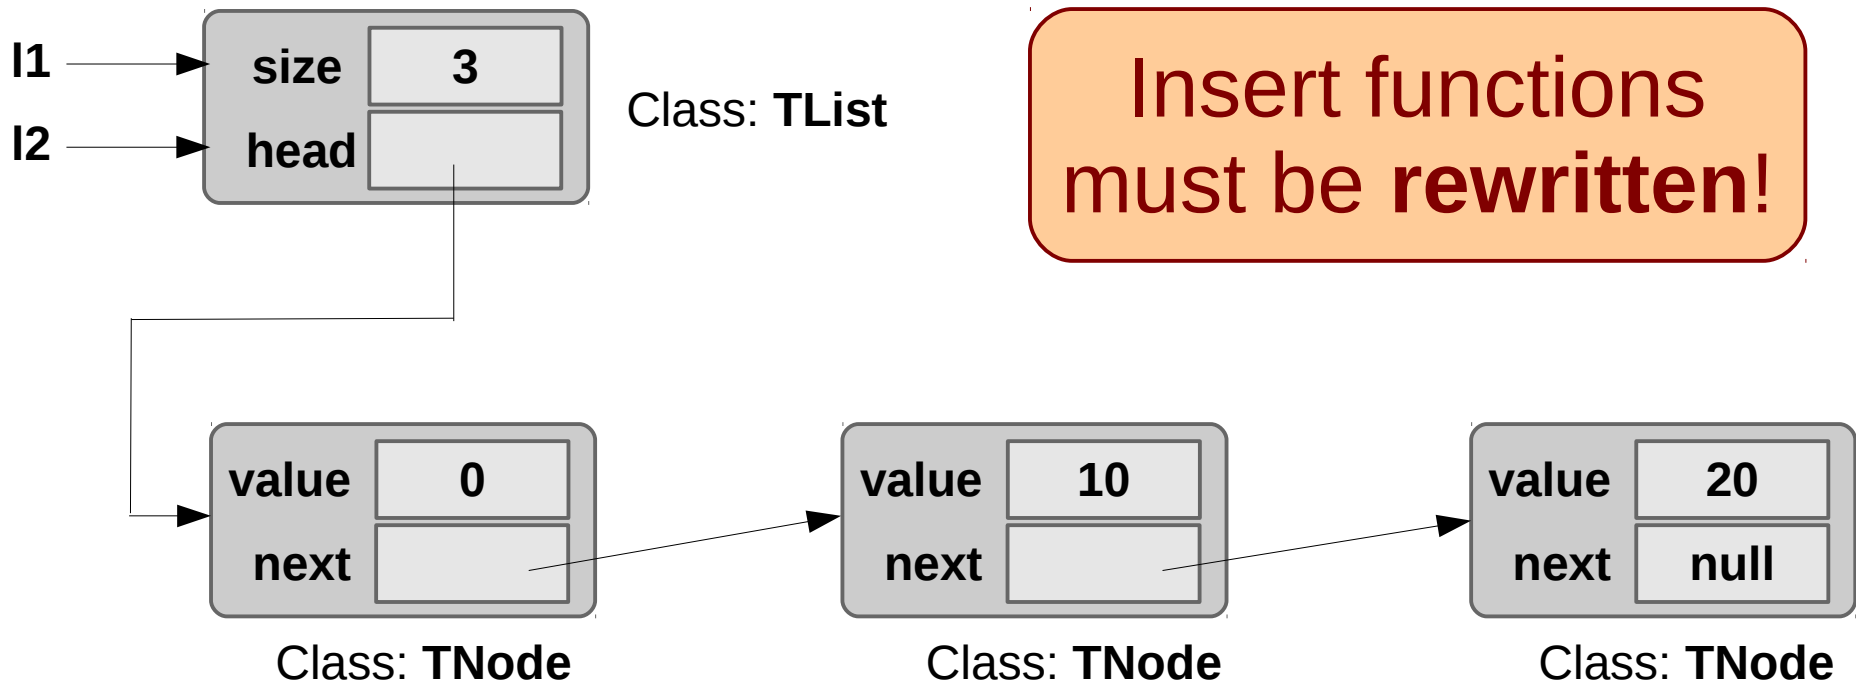 l1
size 3
Class: TList
l2
head
Insert functions
must be rewritten!
value 0
next
Class: TNode
value 10
next
Class: TNode
value 20
next null
Class: TNode